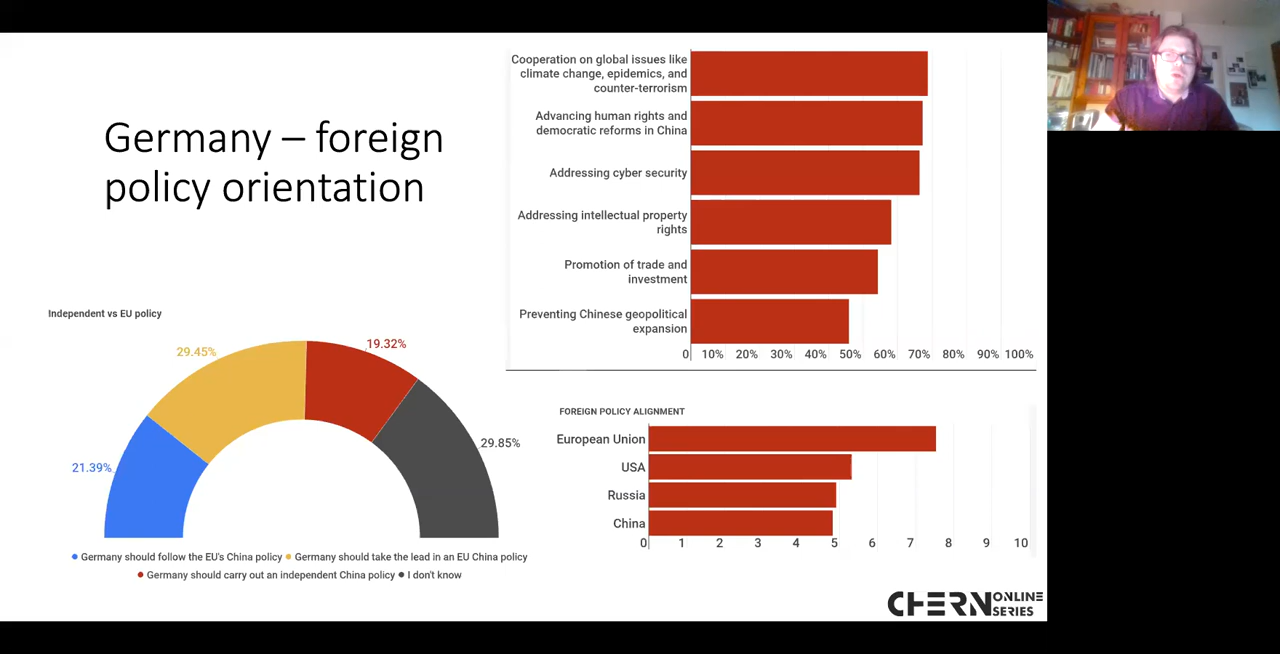 Germany – foreign
policy orientation
Cooperation on global issues like
climate change, epidemics, and
counter-terrorism
Advancing human rights and
democratic reforms in China
Addressing cyber security
Addressing intellectual property
rights
Promotion of trade and
investment
Preventing Chinese geopolitical
expansion
0 10% 20% 30% 40% 50% 60% 70% 80% 90% 100%
Independent vs EU policy
29.45%
19.32%
21.39%
29.85%
Germany should follow the EU's China policy Germany should take the lead in an EU China policy
Germany should carry out an independent China policy I don't know
FOREIGN POLICY ALIGNMENT
European Union
USA
Russia
China
0 1 2 3 4 5 6 7 8 9 10
CHERN ONLINE
SERIES